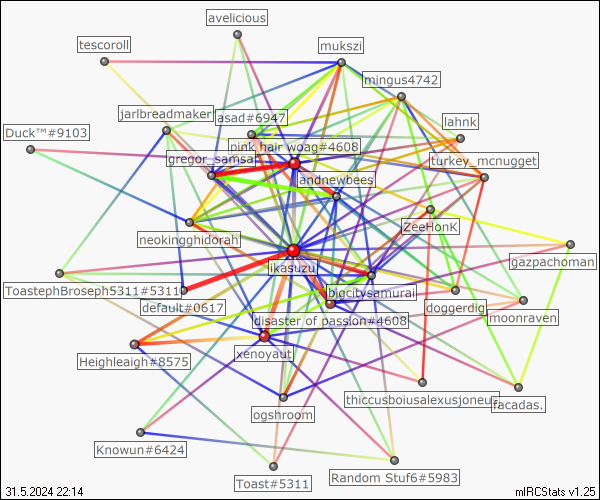 avelicious
tescoroll
mukszi
mingus4742
jarlbreadmaker
asad#6947
lahnk
Duck™#9103
pink hair woag#4608
gregor_samsa
turkey_mcnugget
andnewbees
ZeeHonK
neokingghidorah
gazpachoman
ikasuzu
ToastephBroseph5311#5311
bigcitysamurai
default#0617
doggerdig
moonraven
disaster of passion#4608
xenoyaut
Heighleaigh#8575
thiccusboiusalexusjoneus
facadas.
ogshroom
Knowun#6424
Toast#5311
Random Stuf6#5983
31.5.2024 22:14
mIRCStats v1.25